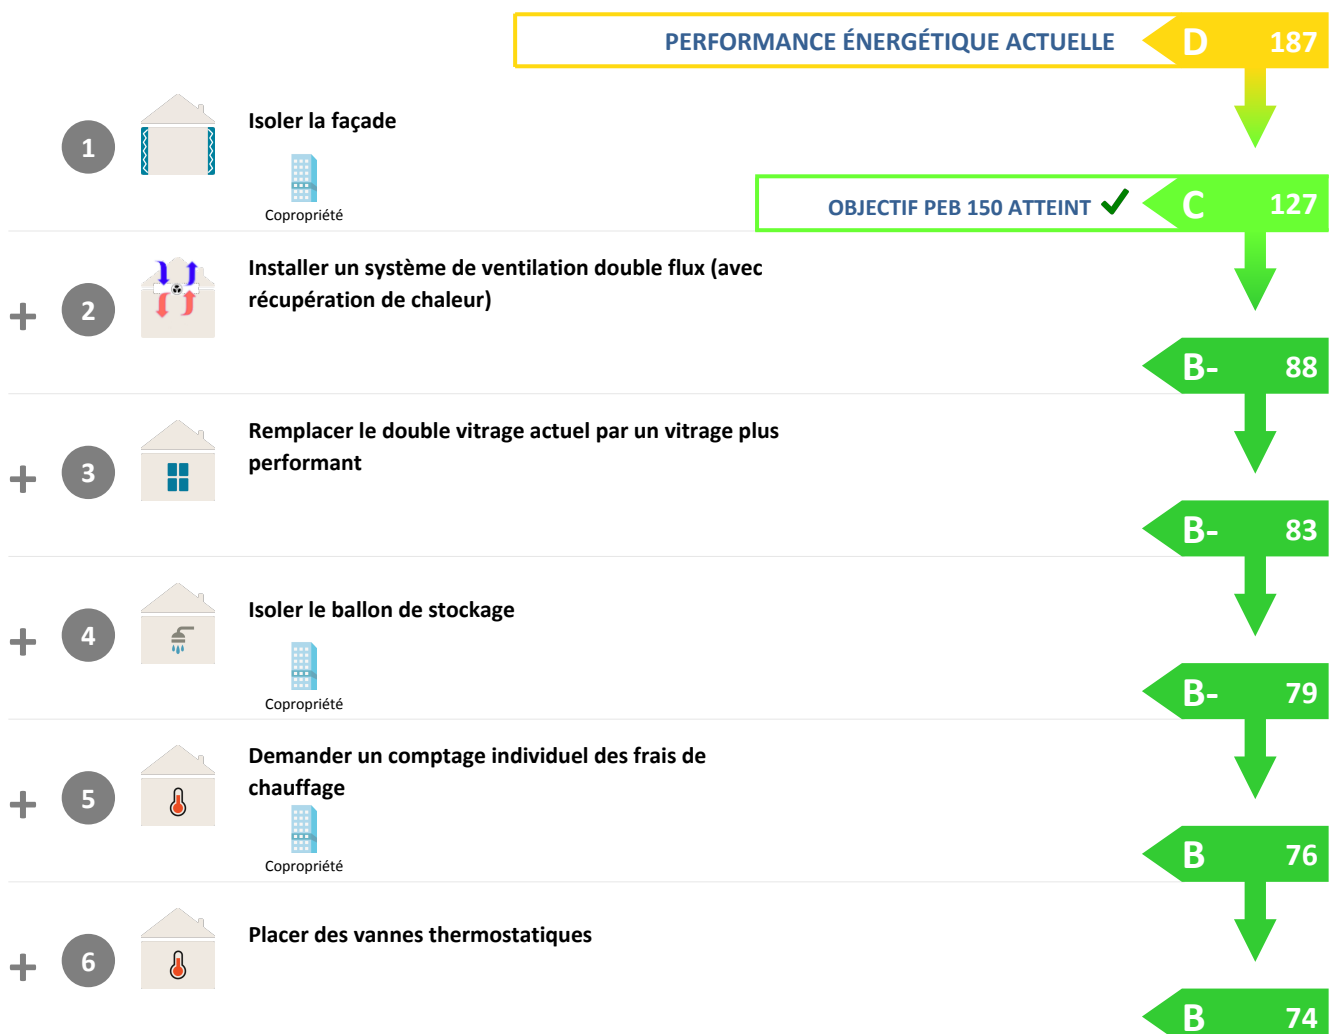 PERFORMANCE ÉNERGÉTIQUE ACTUELLE D 187
1 Isoler la façade
Copropriété
OBJECTIF PEB 150 ATTEINT ✔ C 127
+ 2 Installer un système de ventilation double flux (avec
récupération de chaleur)
B- 88
+ 3 Remplacer le double vitrage actuel par un vitrage plus
performant
B- 83
+ 4 Isoler le ballon de stockage
Copropriété
B- 79
+ 5 Demander un comptage individuel des frais de
chauffage
Copropriété
B 76
+ 6 Placer des vannes thermostatiques
B 74